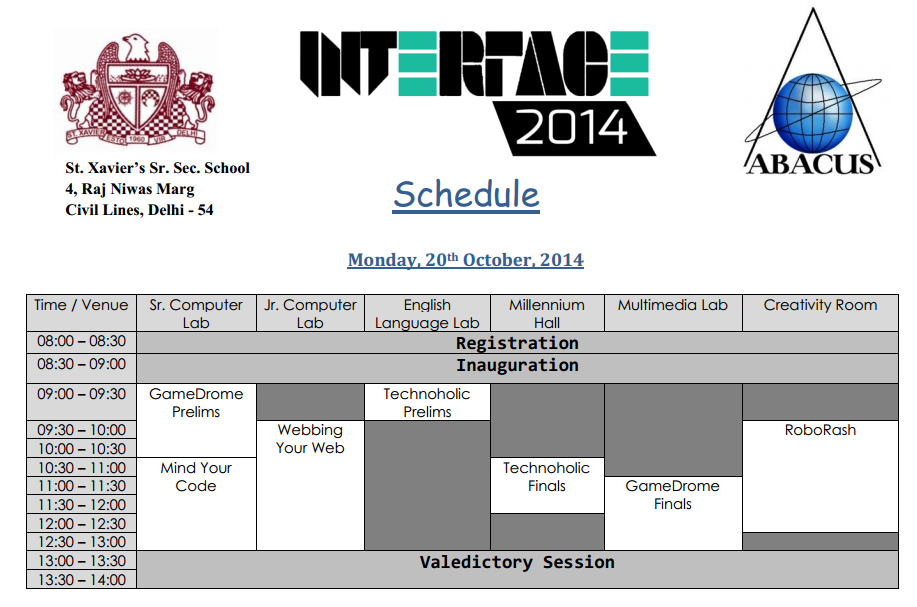 INTERFACE
2014
ST. XAVIER
ESTD 1960 VIR
DELHI
ABACUS
St. Xavier's Sr. Sec. School
4, Raj Niwas Marg
Civil Lines, Delhi - 54
Schedule
Monday, 20th October, 2014
Time / Venue
Sr. Computer
Lab
Jr. Computer
Lab
English
Language Lab
Millennium
Hall
Multimedia Lab
Creativity Room
08:00 – 08:30
Registration
08:30 – 09:00
Inauguration
09:00 – 09:30
GameDrome
Prelims
Technoholic
Prelims
09:30 – 10:00
Webbing
Your Web
RoboRash
10:00 – 10:30
10:30 – 11:00
Mind Your
Code
Technoholic
Finals
11:00 – 11:30
GameDrome
Finals
11:30 – 12:00
12:00 – 12:30
12:30 – 13:00
13:00 – 13:30
Valedictory Session
13:30 – 14:00